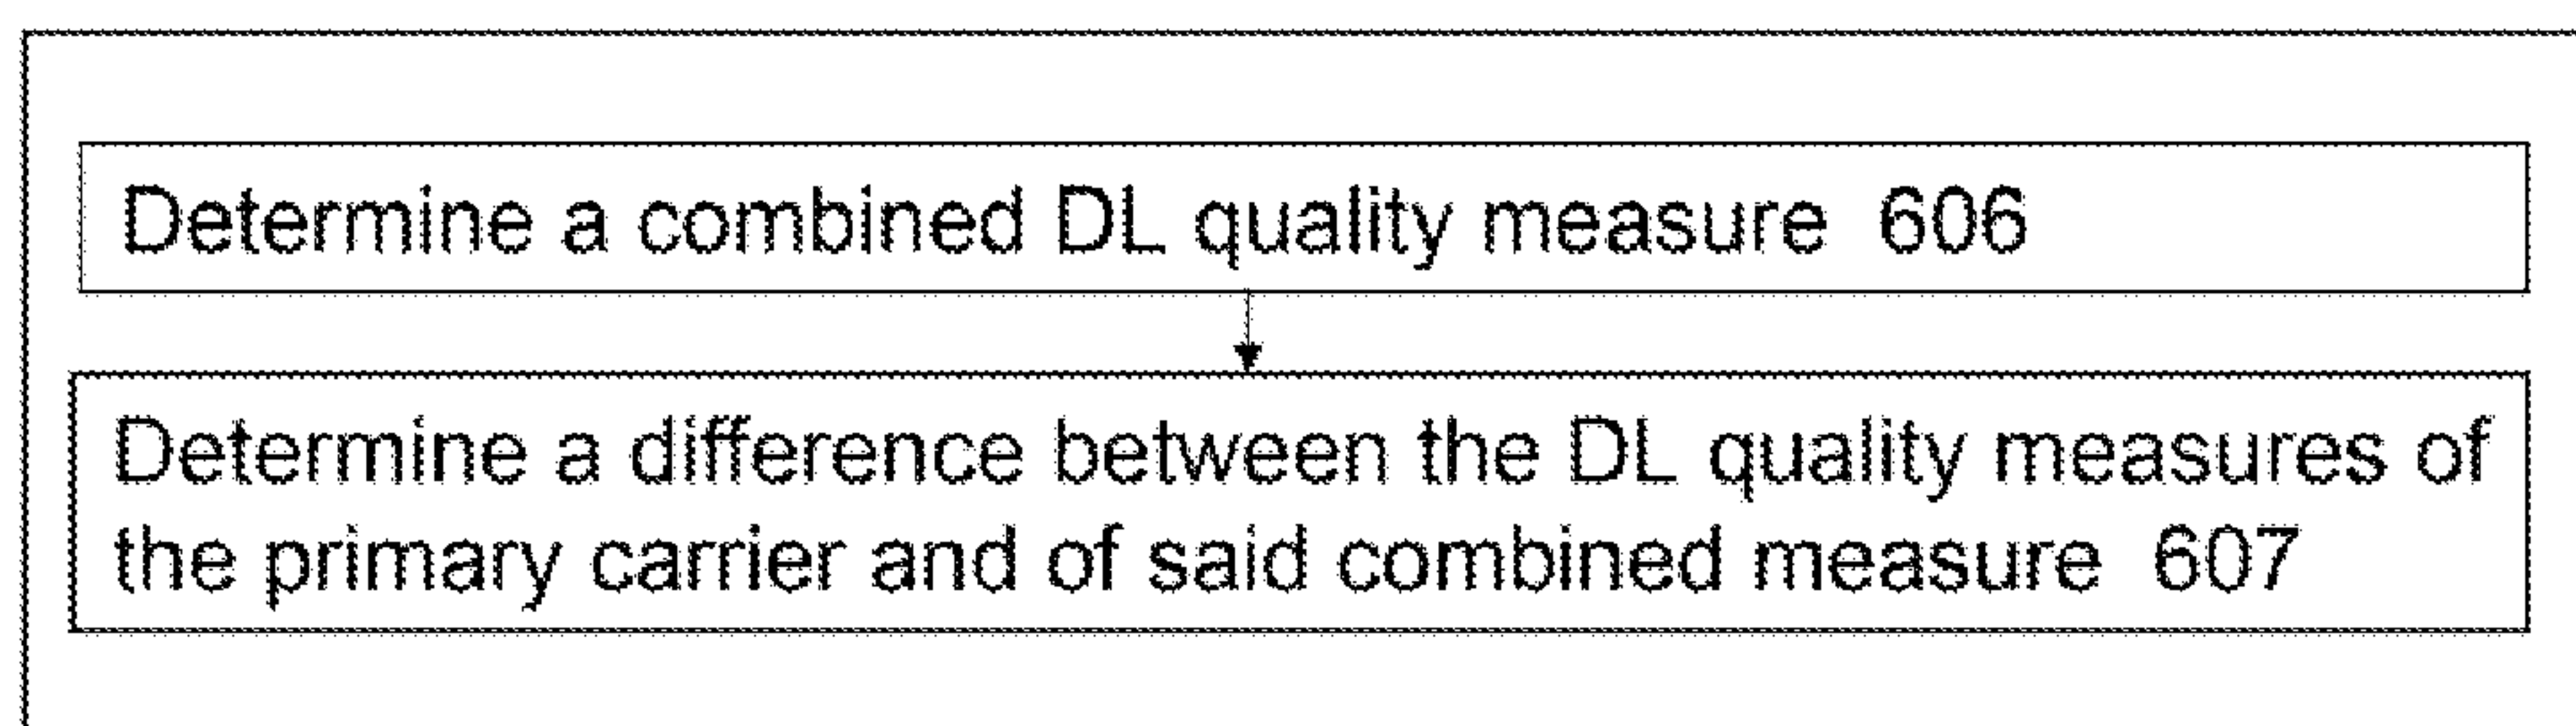 Determine a combined DL quality measure 606
Determine a difference between the DL quality measures of
the primary carrier and of said combined measure 607